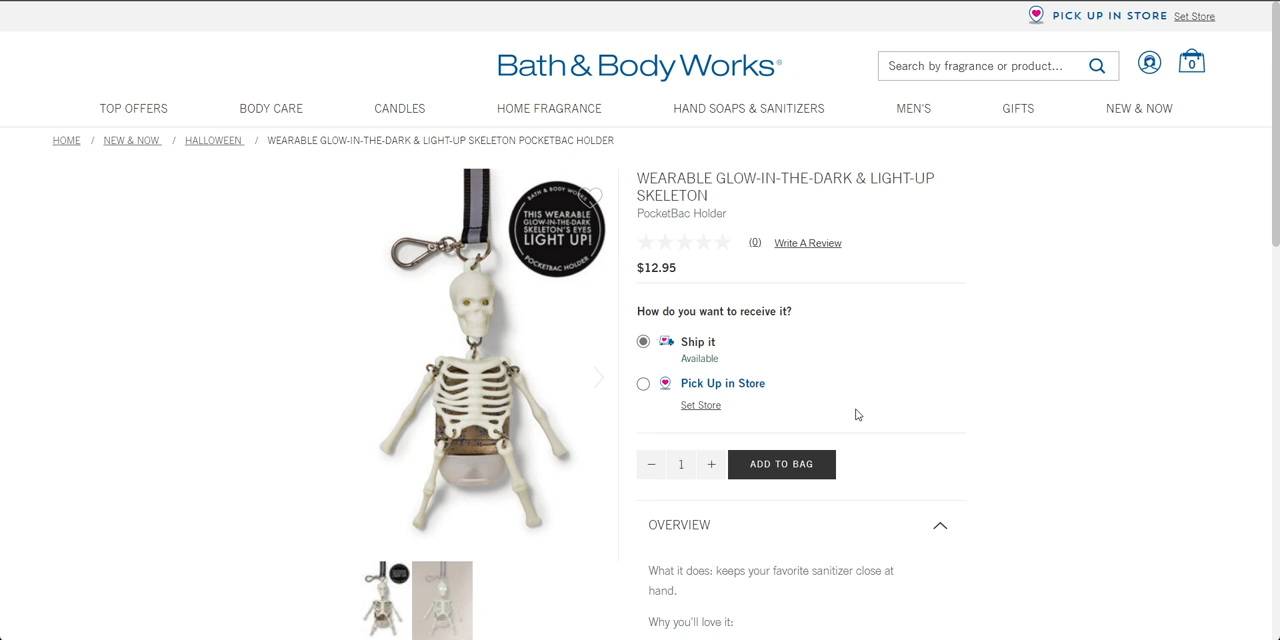 PICK UP IN STORE Set Store
Bath & Body Works®
Search by fragrance or product...
0
TOP OFFERS BODY CARE CANDLES HOME FRAGRANCE HAND SOAPS & SANITIZERS MEN'S GIFTS NEW & NOW
HOME / NEW & NOW / HALLOWEEN / WEARABLE GLOW-IN-THE-DARK & LIGHT-UP SKELETON POCKETBAC HOLDER
BATH & BODY WORKS
THIS WEARABLE
GLOW-IN-THE-DARK
SKELETON'S EYES
LIGHT UP!
POCKETBAC HOLDER
WEARABLE GLOW-IN-THE-DARK & LIGHT-UP
SKELETON
PocketBac Holder
(0) Write A Review
$12.95
How do you want to receive it?
Ship it
Available
Pick Up in Store
Set Store
− 1 + ADD TO BAG
OVERVIEW
What it does: keeps your favorite sanitizer close at
hand.
Why you'll love it: